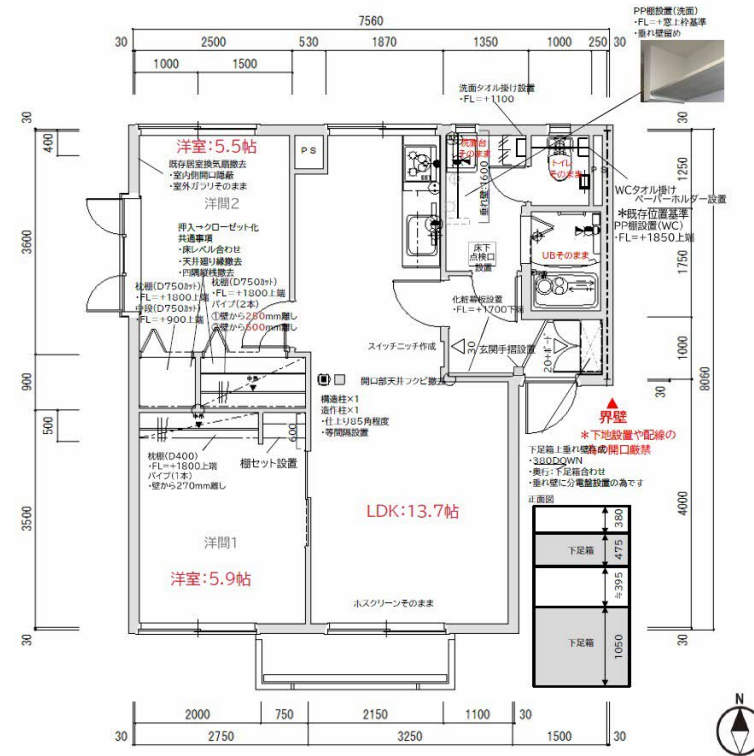 PP棚設置(洗面)
・FL=+窓上枠基準
・垂れ壁留め
7560
30
2500
530
1870
1350
1000
250
30
1000
1500
洗面タオル掛け設置
・FL=+1100
30
400
3600
900
500
3500
30
洋室:5.5帖
既存居室換気扇撤去
・室内側開口隠蔽
・室外ガラリそのまま
洋間2
押入→クローゼット化
共通事項
・床レベル合わせ
・天井廻り縁撤去
・四隅縦桟撤去
枕棚(D750カット)
・FL=+1800上端
中段(D750カット)
・FL=+900上端
枕棚(D750カット)
・FL=+1800上端
パイプ(2本)
①壁から250mm離し
②壁から500mm離し
PS
洗面台
そのまま
垂れ壁:1600
トイレ
そのまま
PS
WCタオル掛け
ペーパーホルダー設置
*既存位置基準
PP棚設置(WC)
・FL=+1850上端
床下
点検口
設置
UBそのまま
化粧幕板設置
・FL=+1700下端
スイッチニッチ作成
30
玄関手摺設置
20+ボード
開口部天井フクビ撤去
構造柱×1
造作柱×1
・仕上り85角程度
・等間隔設置
30
1250
1750
1000
8060
30
4000
30
界壁
*下地設置や配線の
為の開口厳禁
下足箱上垂れ壁作成
・380DOWN
・奥行:下足箱合わせ
・垂れ壁に分電盤設置の為です
正面図
380
下足箱
475
≒395
下足箱
1050
枕棚(D400)
・FL=+1800上端
パイプ(1本)
・壁から270mm離し
600
棚セット設置
洋間1
洋室:5.9帖
LDK:13.7帖
ホスクリーンそのまま
2000
750
2150
1100
30
30
2750
3250
1500
30
N